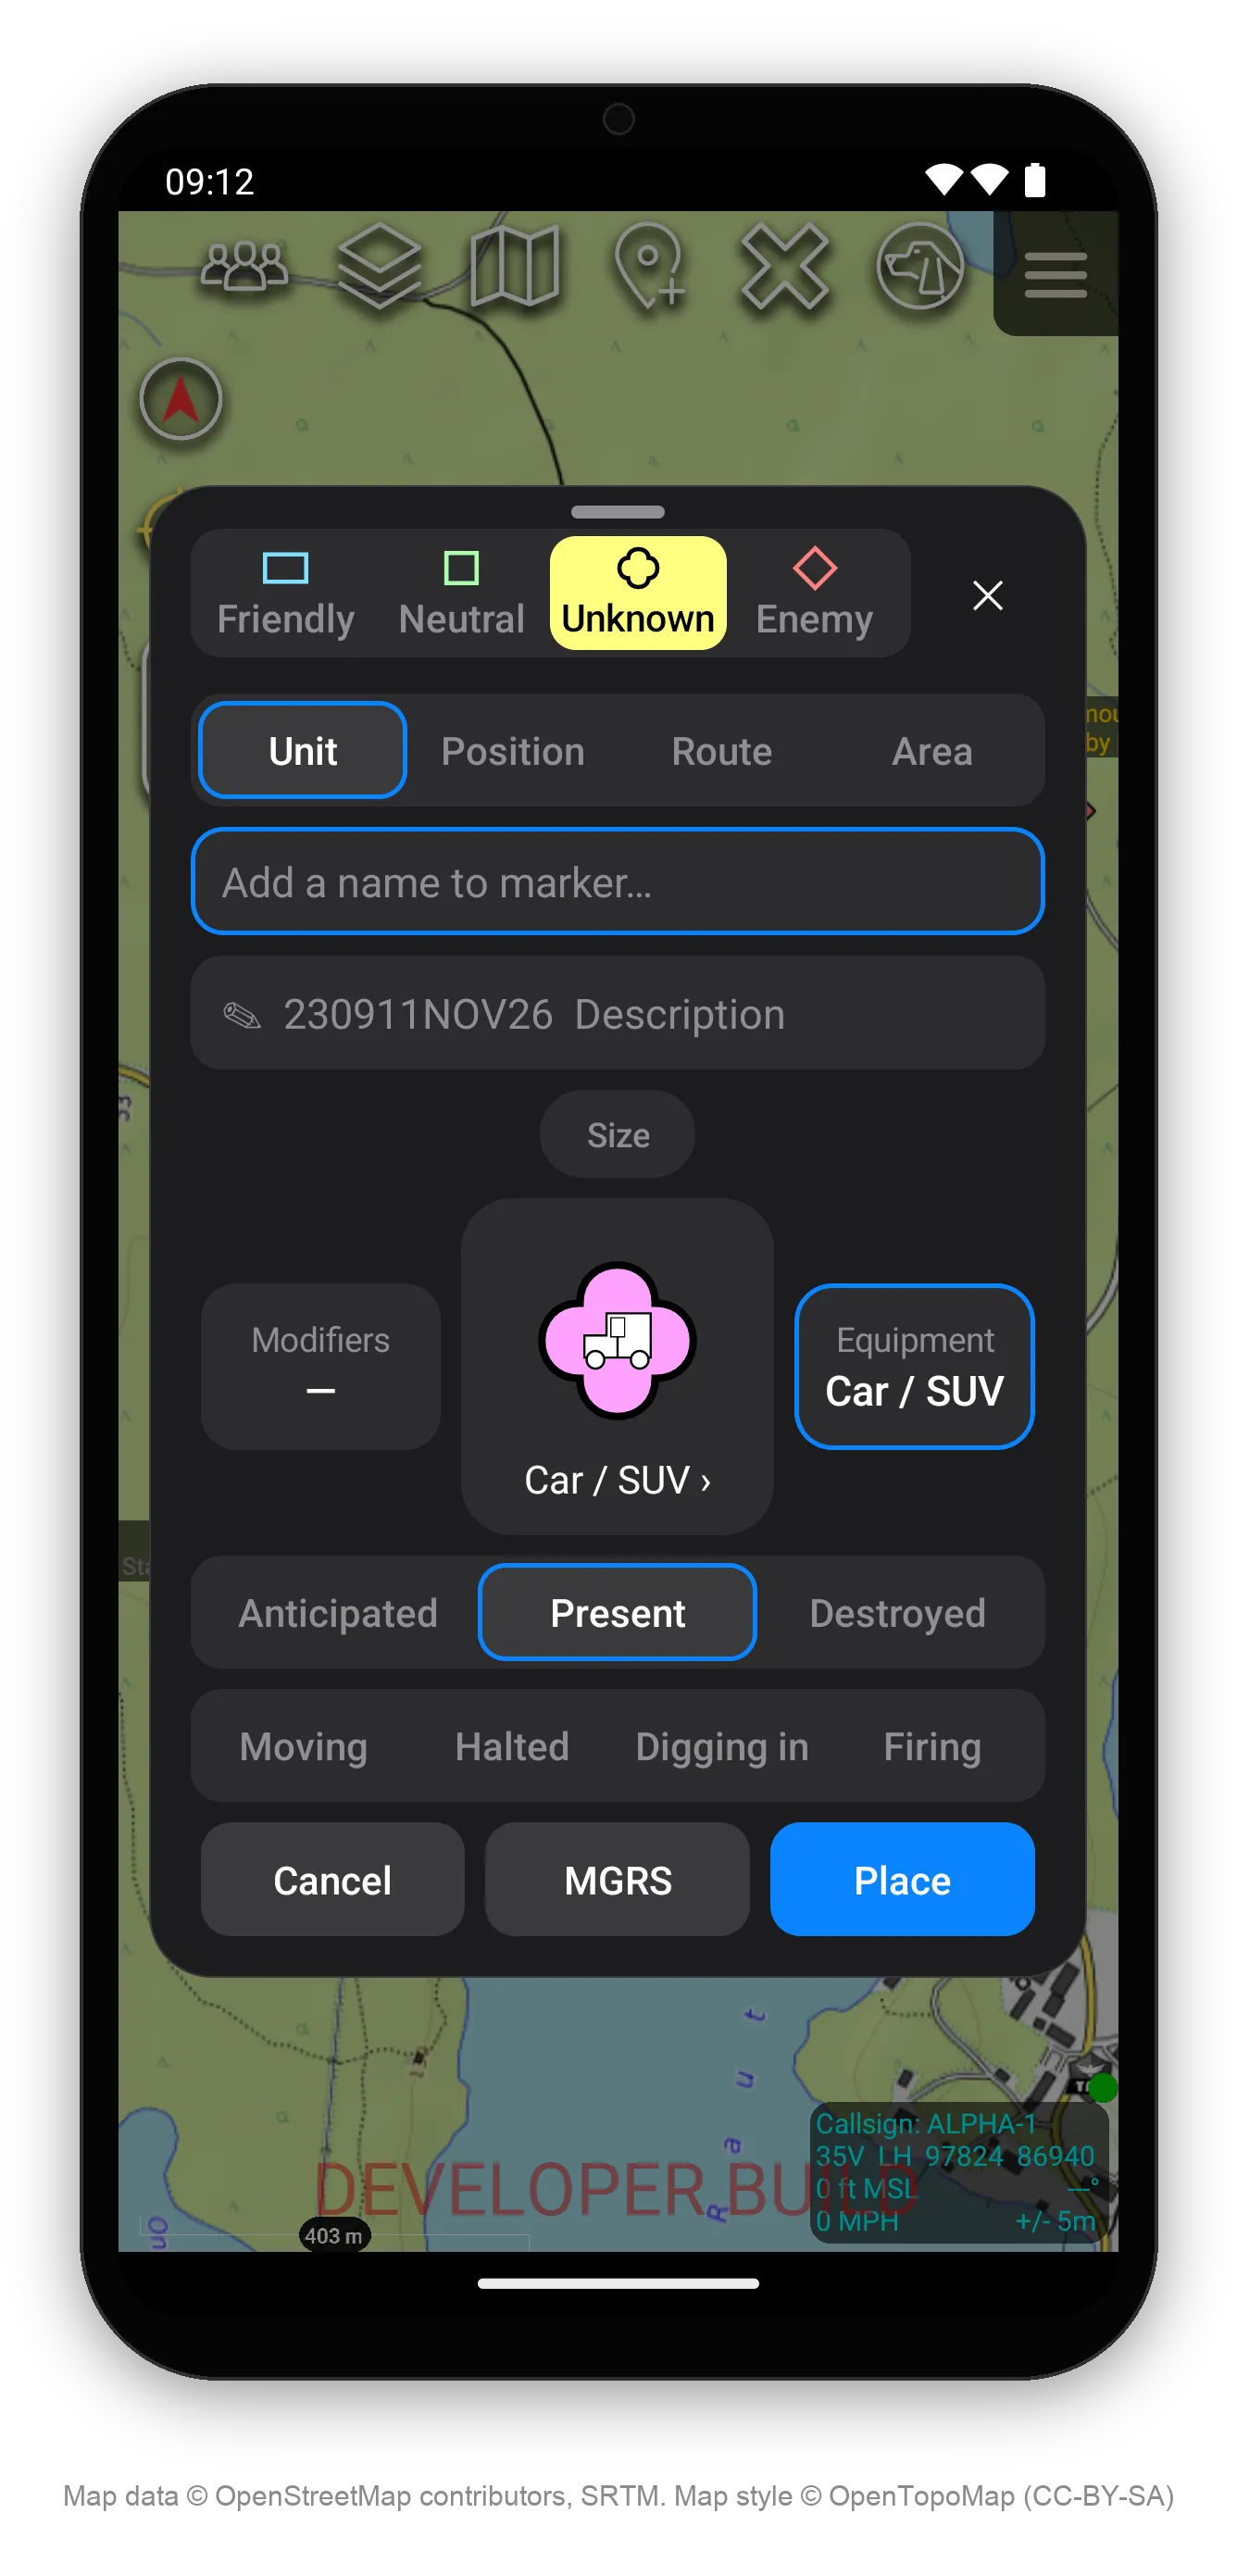 09:12
Friendly Neutral Unknown Enemy
Unit Position Route Area
Add a name to marker...
230911NOV26 Description
Size
Modifiers
–
Equipment
Car / SUV
Car / SUV ›
Anticipated Present Destroyed
Moving Halted Digging in Firing
Cancel MGRS Place
R a u t
Callsign: ALPHA-1
35V LH 97824 86940
0 ft MSL —°
0 MPH +/- 5m
DEVELOPER BUILD
403 m
Map data © OpenStreetMap contributors, SRTM. Map style © OpenTopoMap (CC-BY-SA)